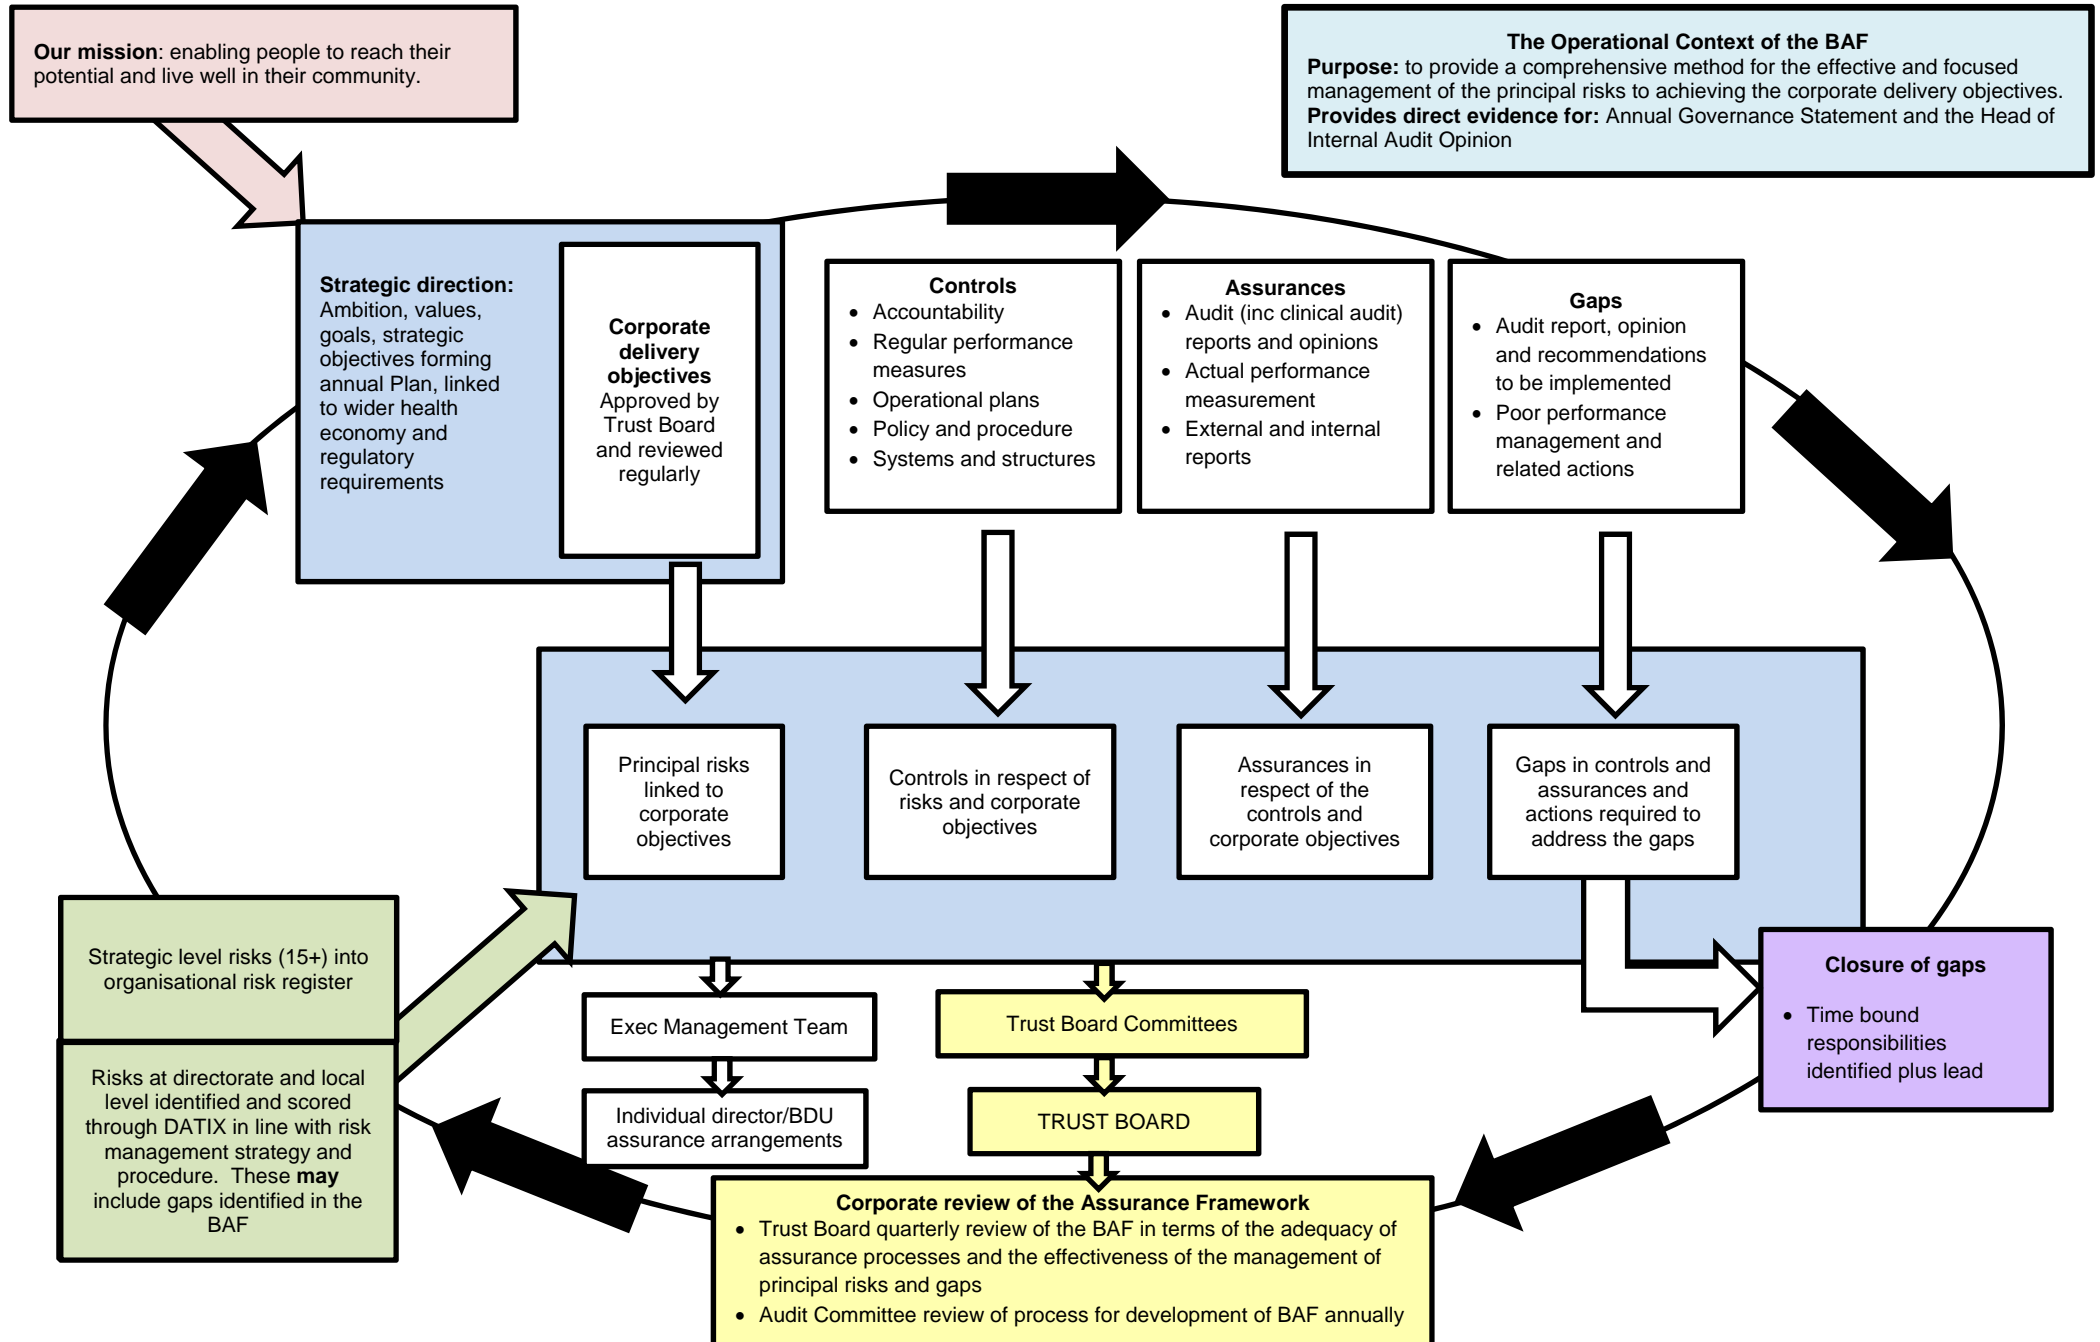 Our mission: enabling people to reach their
potential and live well in their community.
The Operational Context of the BAF
Purpose: to provide a comprehensive method for the effective and focused
management of the principal risks to achieving the corporate delivery objectives.
Provides direct evidence for: Annual Governance Statement and the Head of
Internal Audit Opinion
Strategic direction:
Ambition, values,
goals, strategic
objectives forming
annual Plan, linked
to wider health
economy and
regulatory
requirements
Corporate
delivery
objectives
Approved by
Trust Board
and reviewed
regularly
Controls
• Accountability
• Regular performance
measures
• Operational plans
• Policy and procedure
• Systems and structures
Assurances
• Audit (inc clinical audit)
reports and opinions
• Actual performance
measurement
• External and internal
reports
Gaps
• Audit report, opinion
and recommendations
to be implemented
• Poor performance
management and
related actions
Principal risks
linked to
corporate
objectives
Controls in respect of
risks and corporate
objectives
Assurances in
respect of the
controls and
corporate objectives
Gaps in controls and
assurances and
actions required to
address the gaps
Strategic level risks (15+) into
organisational risk register
Risks at directorate and local
level identified and scored
through DATIX in line with risk
management strategy and
procedure. These may
include gaps identified in the
BAF
Exec Management Team
Individual director/BDU
assurance arrangements
Trust Board Committees
TRUST BOARD
Closure of gaps
• Time bound
responsibilities
identified plus lead
Corporate review of the Assurance Framework
• Trust Board quarterly review of the BAF in terms of the adequacy of
assurance processes and the effectiveness of the management of
principal risks and gaps
• Audit Committee review of process for development of BAF annually